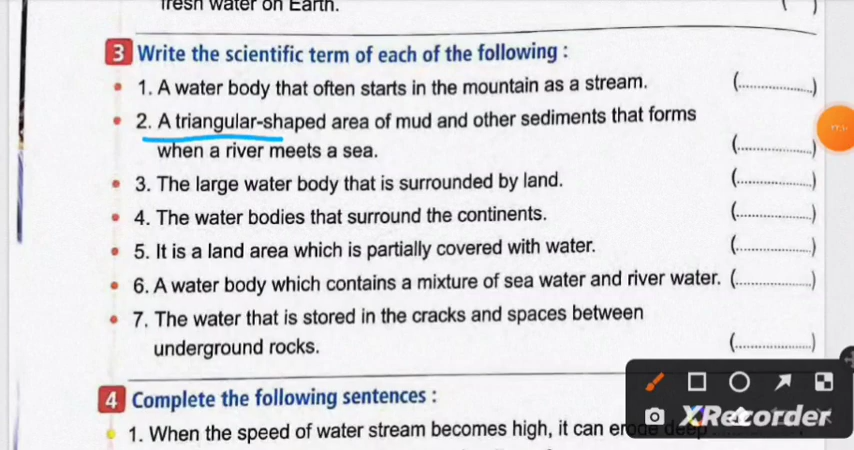 fresh water on Earth. ( )
3 Write the scientific term of each of the following :
1. A water body that often starts in the mountain as a stream. (..............)
2. A triangular-shaped area of mud and other sediments that forms
when a river meets a sea. (..............)
3. The large water body that is surrounded by land. (..............)
4. The water bodies that surround the continents. (..............)
5. It is a land area which is partially covered with water. (..............)
6. A water body which contains a mixture of sea water and river water. (..............)
7. The water that is stored in the cracks and spaces between
underground rocks. (..............)
4 Complete the following sentences :
1. When the speed of water stream becomes high, it can erode deep
XRecorder